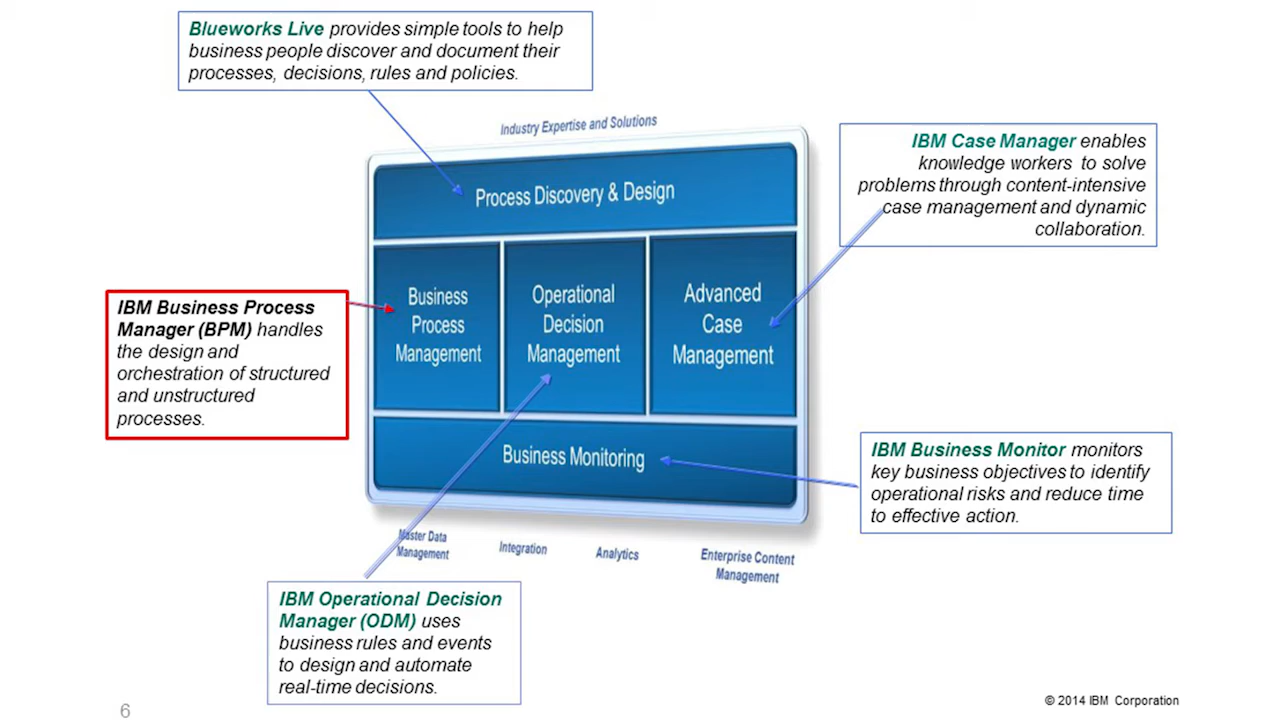 Blueworks Live provides simple tools to help
business people discover and document their
processes, decisions, rules and policies.
Industry Expertise and Solutions
IBM Case Manager enables
knowledge workers to solve
problems through content-intensive
case management and dynamic
collaboration.
Process Discovery & Design
IBM Business Process
Manager (BPM) handles
the design and
orchestration of structured
and unstructured
processes.
Business
Process
Management
Operational
Decision
Management
Advanced
Case
Management
Business Monitoring
IBM Business Monitor monitors
key business objectives to identify
operational risks and reduce time
to effective action.
Master Data
Management
Integration
Analytics
Enterprise Content
Management
IBM Operational Decision
Manager (ODM) uses
business rules and events
to design and automate
real-time decisions.
6
© 2014 IBM Corporation